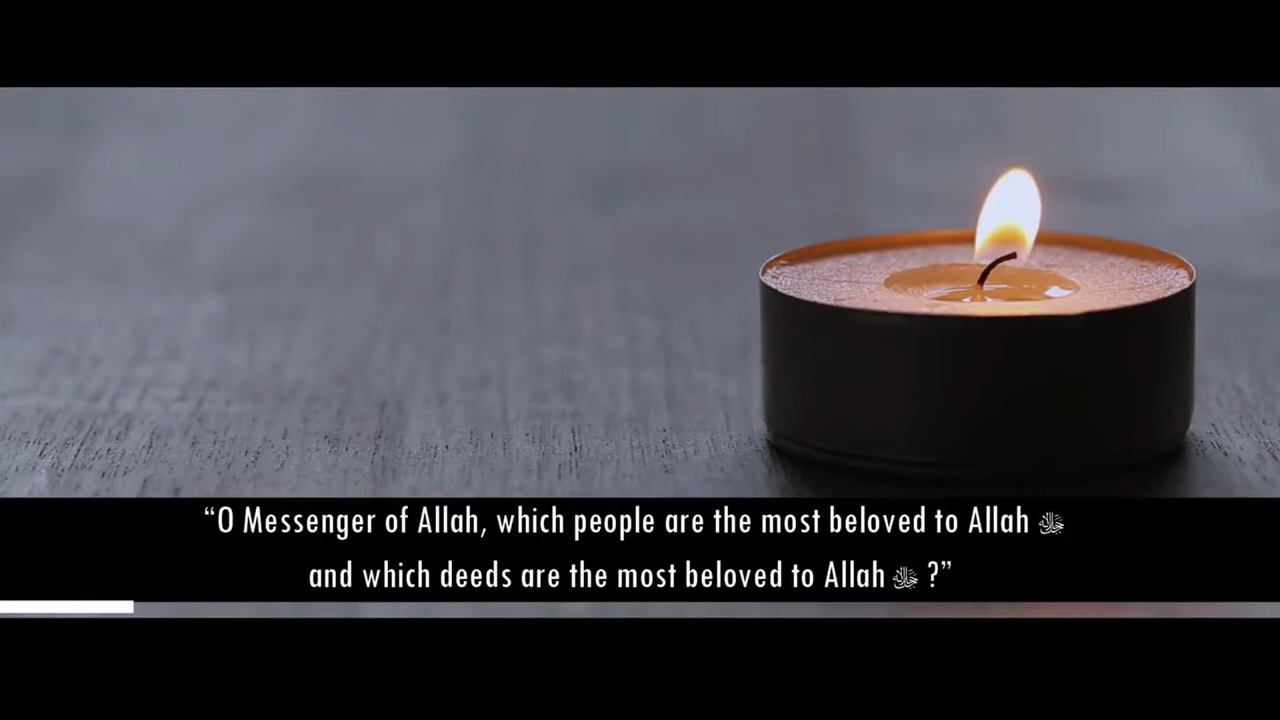 “O Messenger of Allah, which people are the most beloved to Allah ﷻ
and which deeds are the most beloved to Allah ﷻ ?”